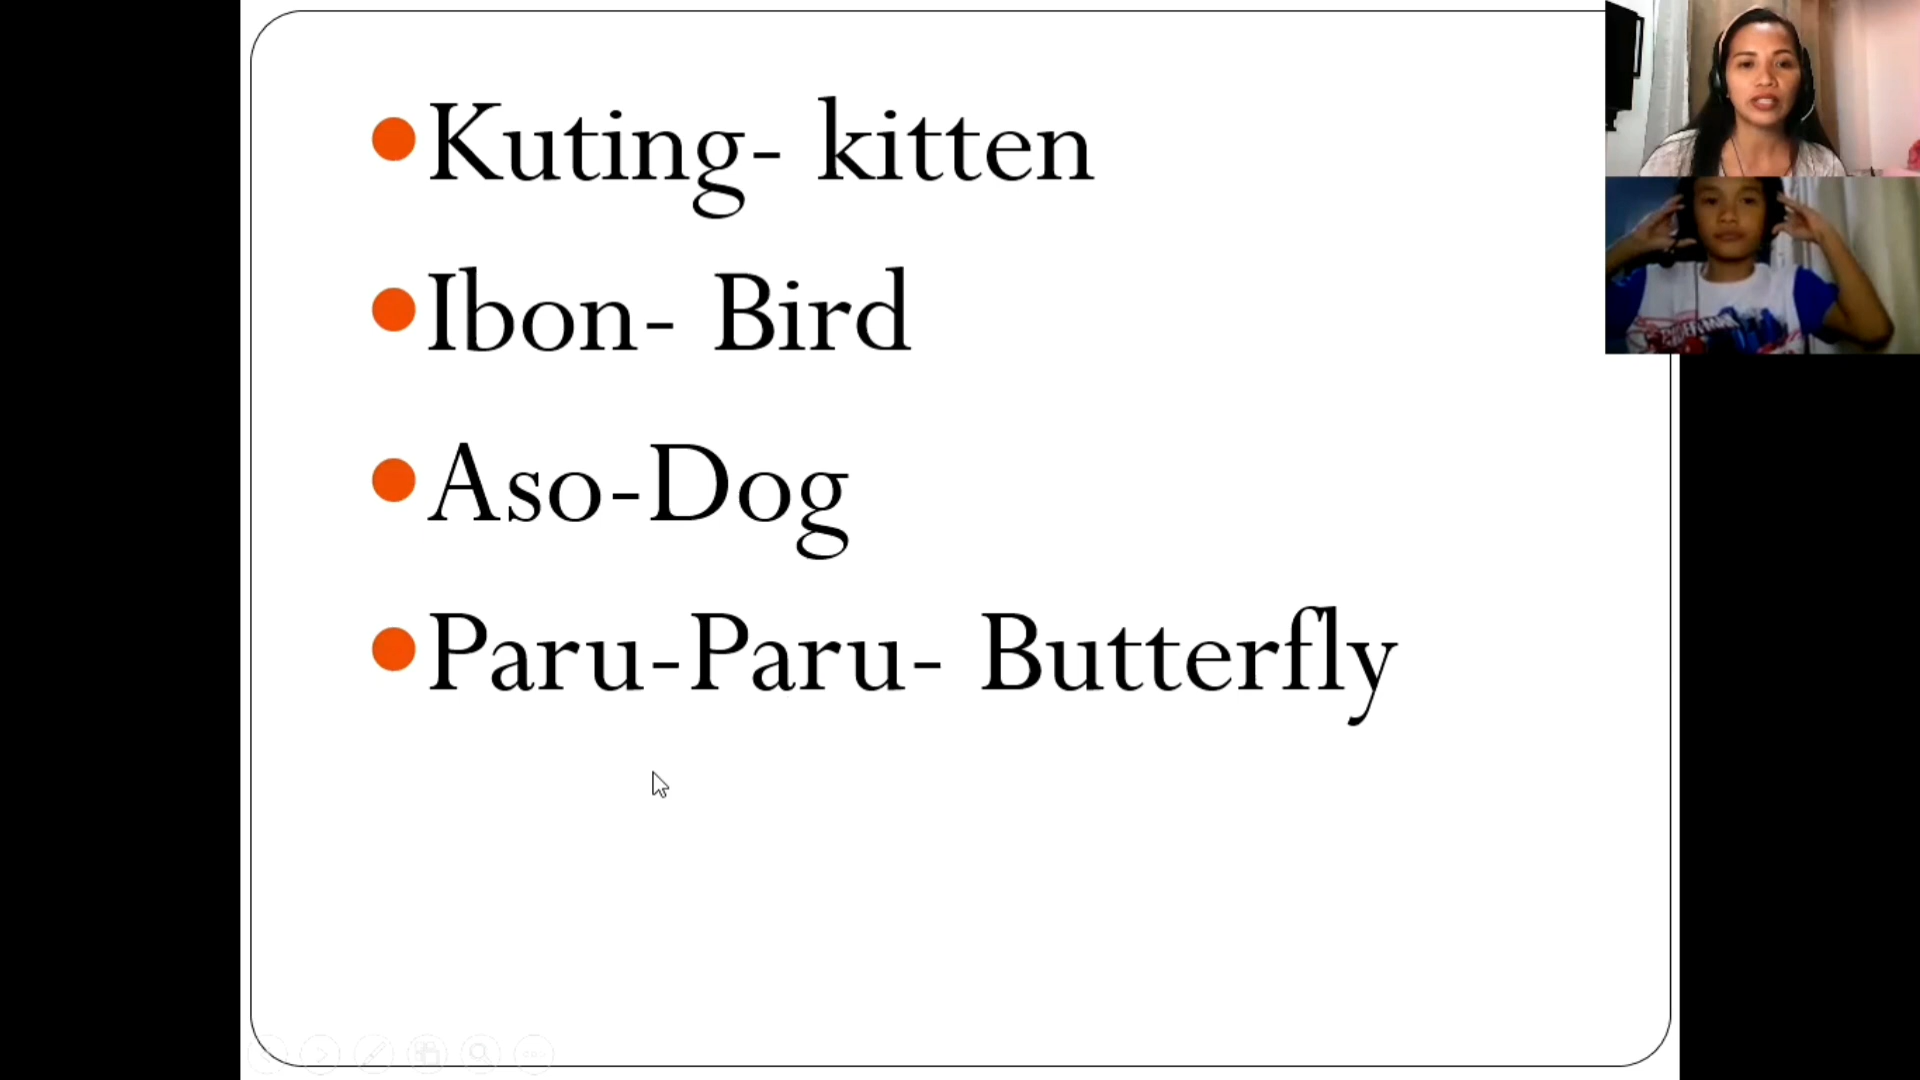 Kuting- kitten
Ibon- Bird
Aso-Dog
Paru-Paru- Butterfly